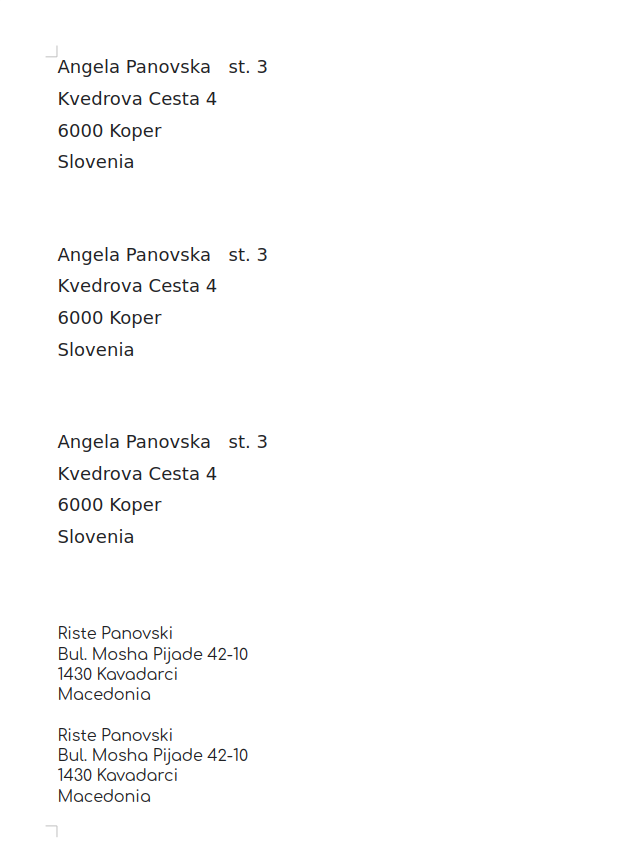 Angela Panovska   st. 3
Kvedrova Cesta 4
6000 Koper
Slovenia
Angela Panovska   st. 3
Kvedrova Cesta 4
6000 Koper
Slovenia
Angela Panovska   st. 3
Kvedrova Cesta 4
6000 Koper
Slovenia
Riste Panovski
Bul. Mosha Pijade 42-10
1430 Kavadarci
Macedonia
Riste Panovski
Bul. Mosha Pijade 42-10
1430 Kavadarci
Macedonia